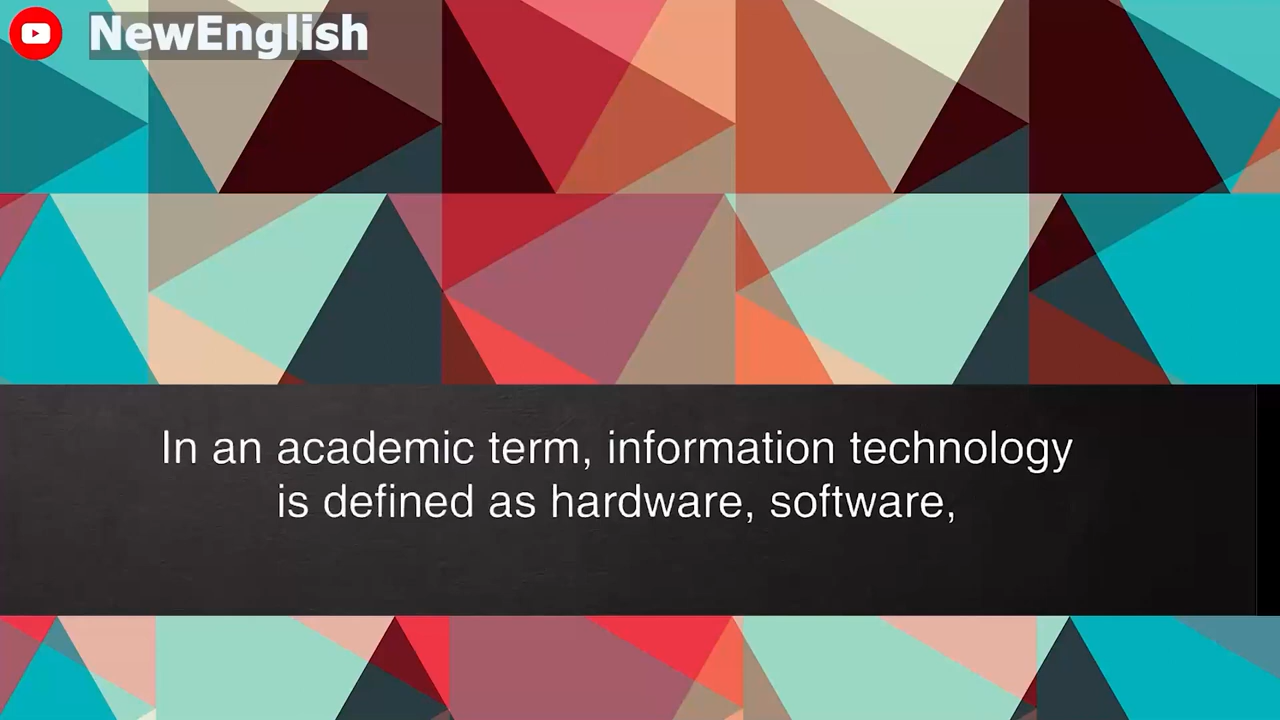 NewEnglish
In an academic term, information technology
is defined as hardware, software,